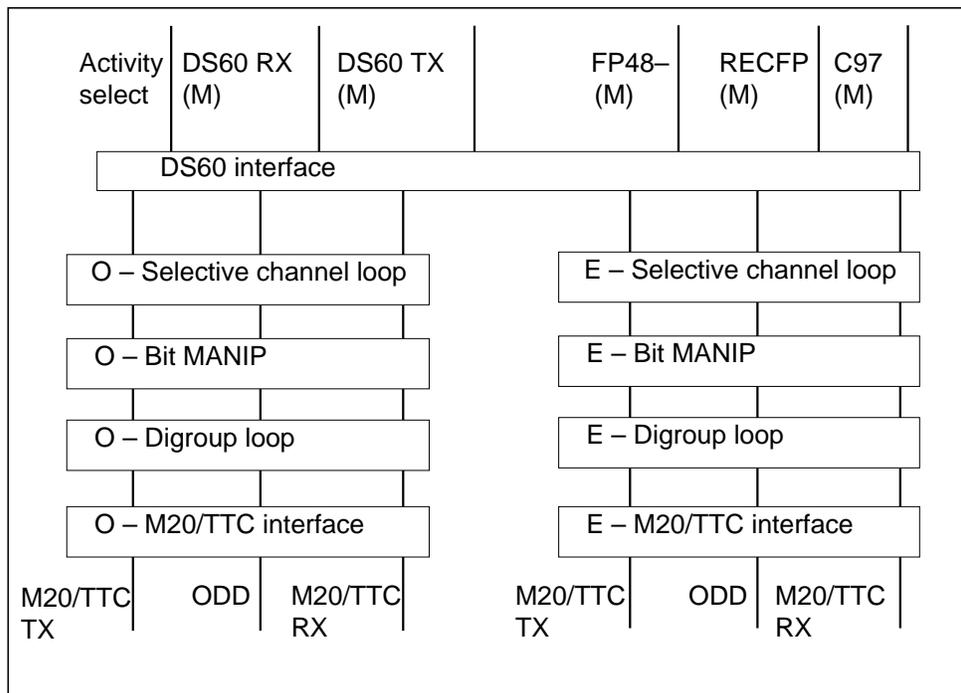 Activity select
DS60 RX (M)
DS60 TX (M)
FP48– (M)
RECFP (M)
C97 (M)
DS60 interface
O – Selective channel loop
E – Selective channel loop
O – Bit MANIP
E – Bit MANIP
O – Digroup loop
E – Digroup loop
O – M20/TTC interface
E – M20/TTC interface
M20/TTC TX
ODD
M20/TTC RX
M20/TTC TX
ODD
M20/TTC RX